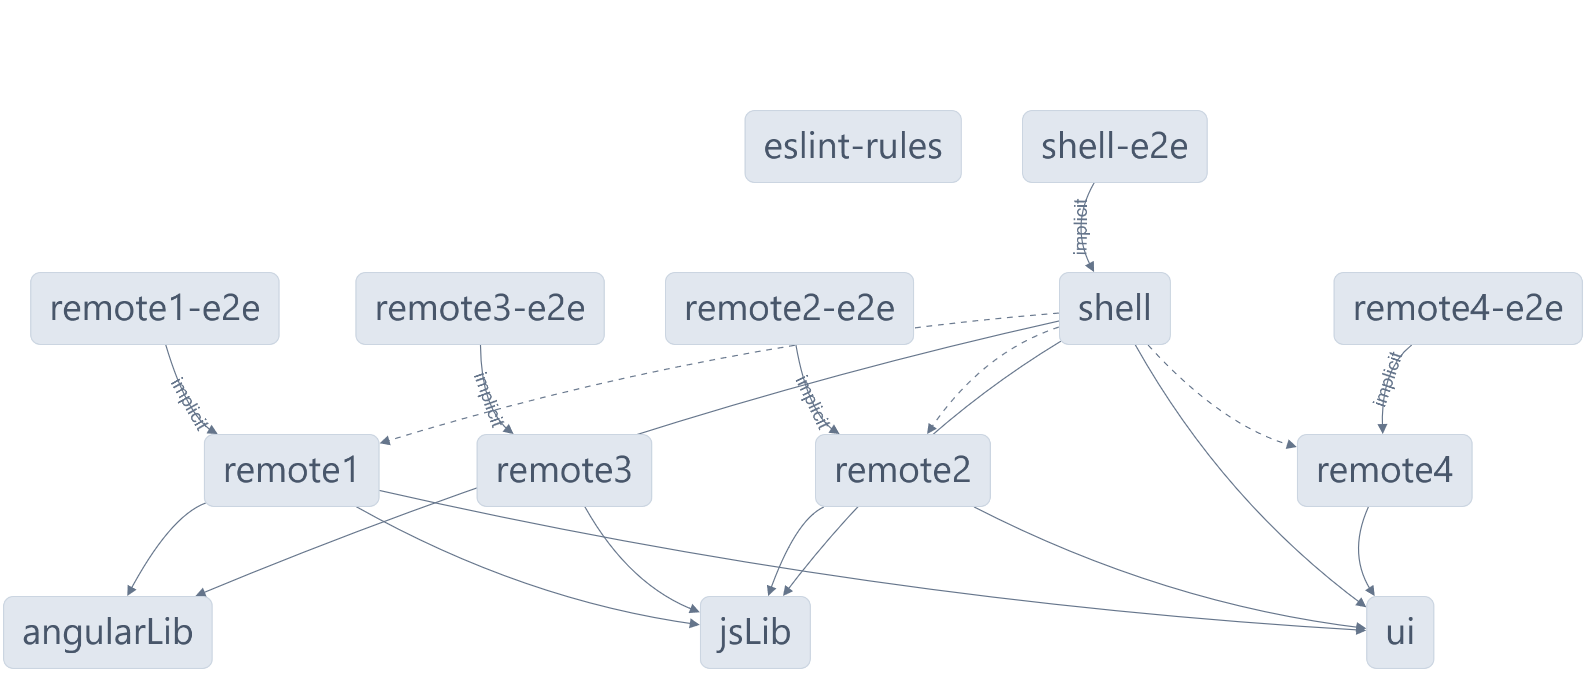 eslint-rules
shell-e2e
implicit
remote1-e2e
remote3-e2e
remote2-e2e
shell
remote4-e2e
implicit
implicit
implicit
implicit
remote1
remote3
remote2
remote4
angularLib
jsLib
ui